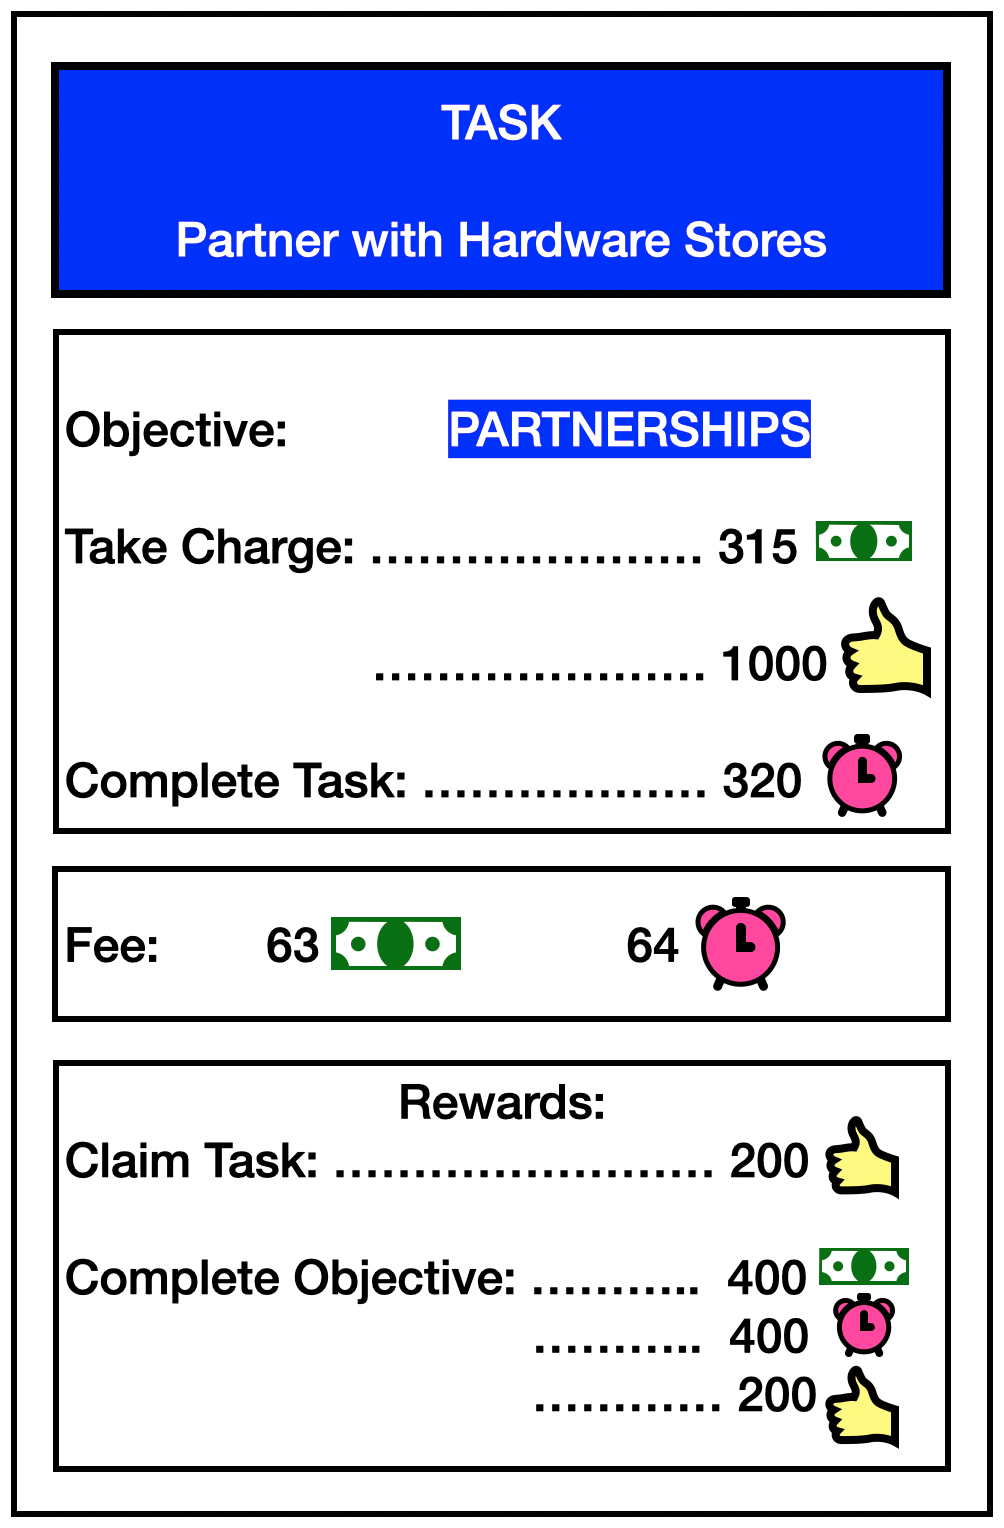 TASK
Partner with Hardware Stores
Objective: PARTNERSHIPS
Take Charge: ..................... 315
..................... 1000
Complete Task: .................. 320
Fee: 63 64
Rewards:
Claim Task: ........................ 200
Complete Objective: ........... 400
........... 400
............ 200